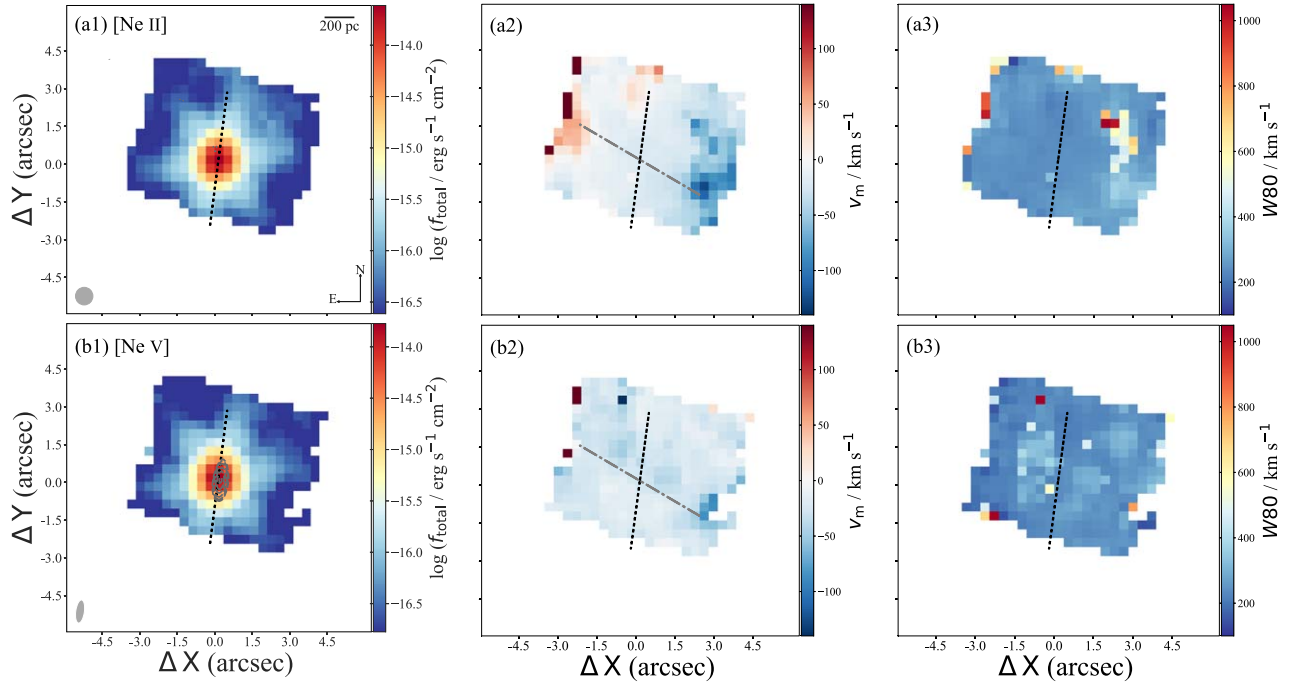 (a1) [Ne II]
200 pc
4.5
3.0
1.5
0.0
-1.5
-3.0
-4.5
Δ Y (arcsec)
N
E
−14.0
−14.5
−15.0
−15.5
−16.0
−16.5
log (f_total / erg s⁻¹ cm⁻²)
(a2)
100
50
0
−50
−100
v_m / km s⁻¹
(a3)
1000
800
600
400
200
W80 / km s⁻¹
(b1) [Ne V]
4.5
3.0
1.5
0.0
-1.5
-3.0
-4.5
Δ Y (arcsec)
-4.5 -3.0 -1.5 0.0 1.5 3.0 4.5
Δ X (arcsec)
−14.0
−14.5
−15.0
−15.5
−16.0
−16.5
log (f_total / erg s⁻¹ cm⁻²)
(b2)
-4.5 -3.0 -1.5 0.0 1.5 3.0 4.5
Δ X (arcsec)
100
50
0
−50
−100
v_m / km s⁻¹
(b3)
-4.5 -3.0 -1.5 0.0 1.5 3.0 4.5
Δ X (arcsec)
1000
800
600
400
200
W80 / km s⁻¹